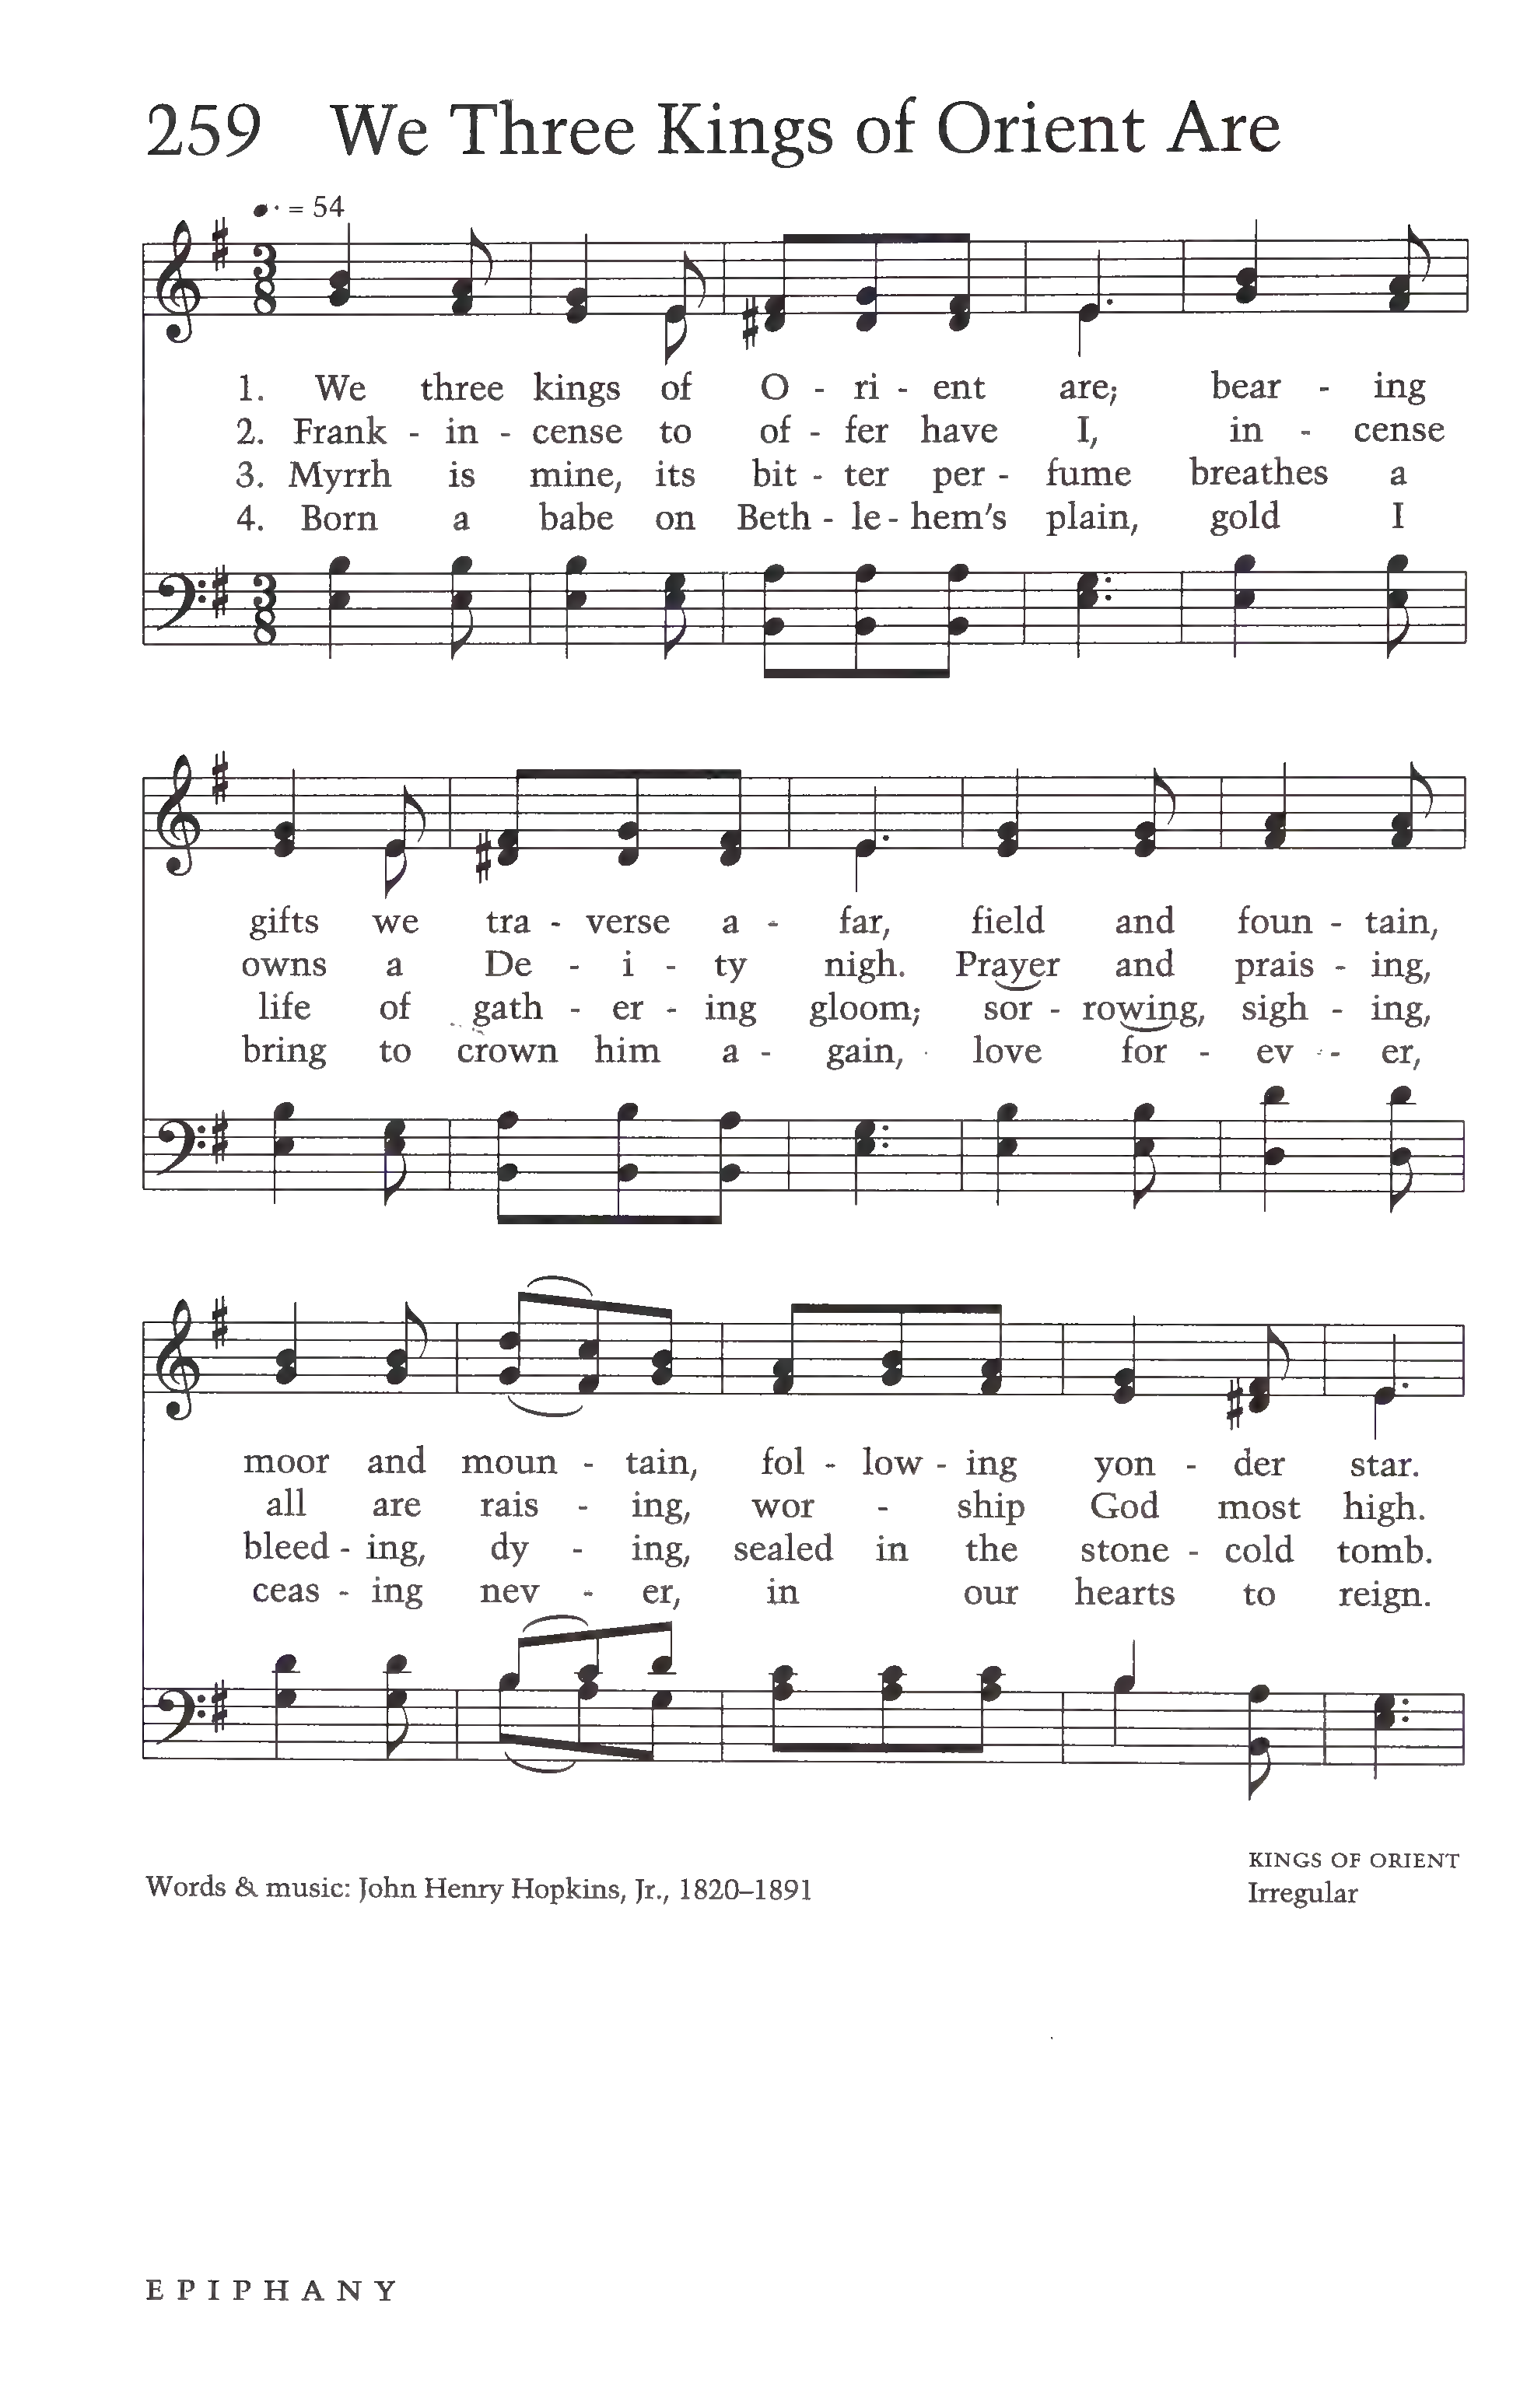 259 We Three Kings of Orient Are
♩. = 54
1. We three kings of O - ri - ent are; bear - ing
2. Frank - in - cense to of - fer have I, in - cense
3. Myrrh is mine, its bit - ter per - fume breathes a
4. Born a babe on Beth - le - hem's plain, gold I
gifts we tra - verse a - far, field and foun - tain,
owns a De - i - ty nigh. Prayer and prais - ing,
life of gath - er - ing gloom; sor - rowing, sigh - ing,
bring to crown him a - gain, love for - ev - er,
moor and moun - tain, fol - low - ing yon - der star.
all are rais - ing, wor - ship God most high.
bleed - ing, dy - ing, sealed in the stone - cold tomb.
ceas - ing nev - er, in our hearts to reign.
Words & music: John Henry Hopkins, Jr., 1820–1891
KINGS OF ORIENT
Irregular
EPIPHANY